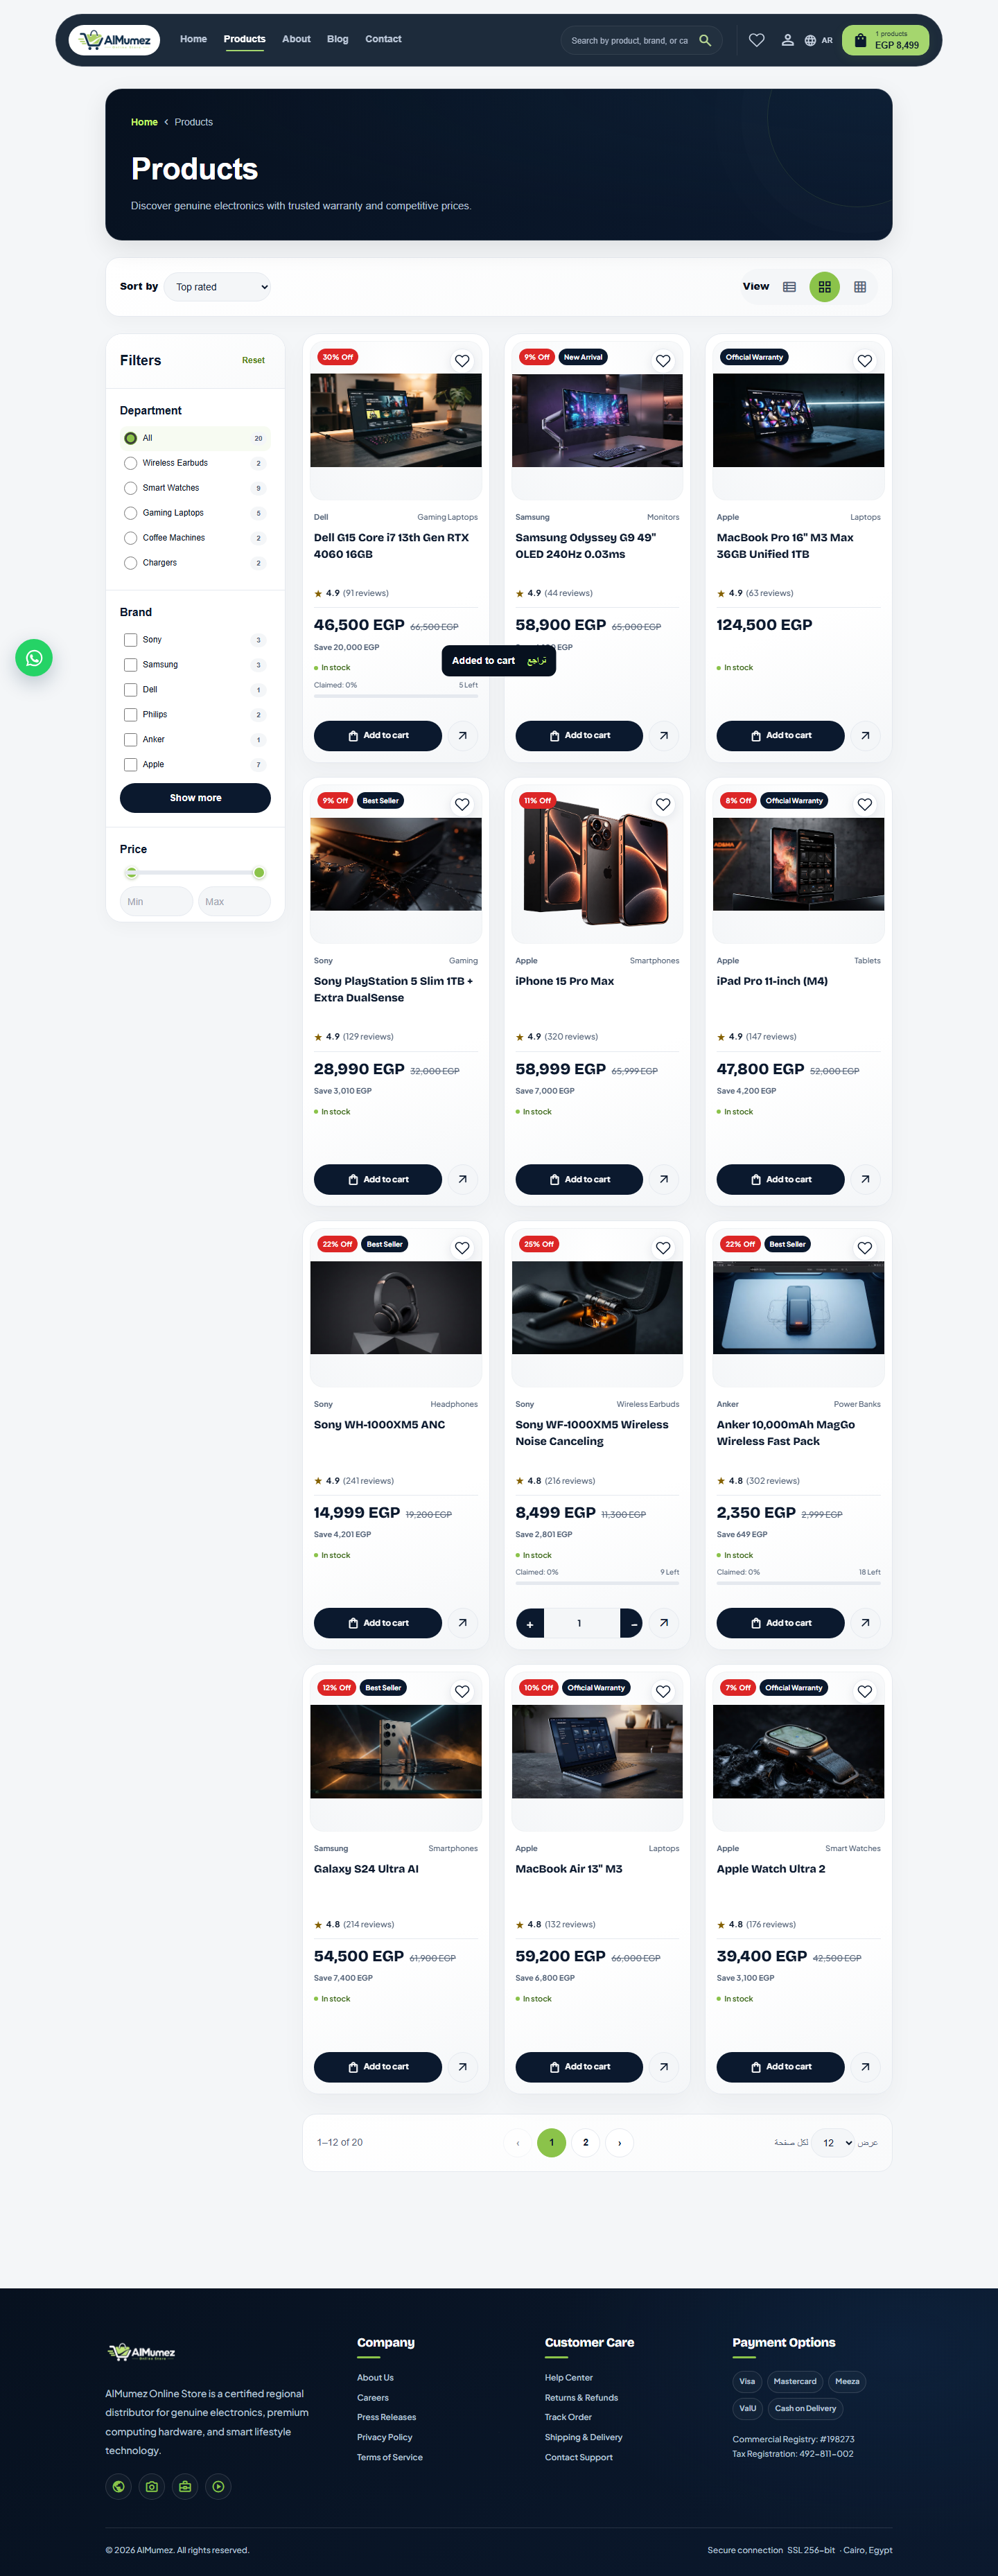 AlMumez
Home
Products
About
Blog
Contact
Search by product, brand, or ca
AR
1 products
EGP 8,499
Home
Products
Products
Discover genuine electronics with trusted warranty and competitive prices.
Sort by
Top rated
View
Filters
Reset
Department
All 20
Wireless Earbuds 2
Smart Watches 9
Gaming Laptops 5
Coffee Machines 2
Chargers 2
Brand
Sony 3
Samsung 3
Dell 1
Philips 2
Anker 1
Apple 7
Show more
Price
Min
Max
30% Off
Dell Gaming Laptops
Dell G15 Core i7 13th Gen RTX
4060 16GB
★ 4.9 (91 reviews)
46,500 EGP 66,500 EGP
Save 20,000 EGP
In stock
Claimed: 0% 5 Left
Add to cart
9% Off New Arrival
Samsung Monitors
Samsung Odyssey G9 49"
OLED 240Hz 0.03ms
★ 4.9 (44 reviews)
58,900 EGP 65,000 EGP
Added to cart تراجع
Add to cart
Official Warranty
Apple Laptops
MacBook Pro 16" M3 Max
36GB Unified 1TB
★ 4.9 (63 reviews)
124,500 EGP
In stock
Add to cart
9% Off Best Seller
Sony Gaming
Sony PlayStation 5 Slim 1TB +
Extra DualSense
★ 4.9 (129 reviews)
28,990 EGP 32,000 EGP
Save 3,010 EGP
In stock
Add to cart
11% Off
Apple Smartphones
iPhone 15 Pro Max
★ 4.9 (320 reviews)
58,999 EGP 65,999 EGP
Save 7,000 EGP
In stock
Add to cart
8% Off Official Warranty
Apple Tablets
iPad Pro 11-inch (M4)
★ 4.9 (147 reviews)
47,800 EGP 52,000 EGP
Save 4,200 EGP
In stock
Add to cart
22% Off Best Seller
Sony Headphones
Sony WH-1000XM5 ANC
★ 4.9 (241 reviews)
14,999 EGP 19,200 EGP
Save 4,201 EGP
In stock
Add to cart
25% Off
Sony Wireless Earbuds
Sony WF-1000XM5 Wireless
Noise Canceling
★ 4.8 (216 reviews)
8,499 EGP 11,300 EGP
Save 2,801 EGP
In stock
Claimed: 0% 9 Left
+ 1 −
22% Off Best Seller
Anker Power Banks
Anker 10,000mAh MagGo
Wireless Fast Pack
★ 4.8 (302 reviews)
2,350 EGP 2,999 EGP
Save 649 EGP
In stock
Claimed: 0% 18 Left
Add to cart
12% Off Best Seller
Samsung Smartphones
Galaxy S24 Ultra AI
★ 4.8 (214 reviews)
54,500 EGP 61,900 EGP
Save 7,400 EGP
In stock
Add to cart
10% Off Official Warranty
Apple Laptops
MacBook Air 13" M3
★ 4.8 (132 reviews)
59,200 EGP 66,000 EGP
Save 6,800 EGP
In stock
Add to cart
7% Off Official Warranty
Apple Smart Watches
Apple Watch Ultra 2
★ 4.8 (176 reviews)
39,400 EGP 42,500 EGP
Save 3,100 EGP
In stock
Add to cart
1–12 of 20
‹ 1 2 ›
عرض 12 لكل صفحة
AlMumez
AlMumez Online Store is a certified regional
distributor for genuine electronics, premium
computing hardware, and smart lifestyle
technology.
Company
About Us
Careers
Press Releases
Privacy Policy
Terms of Service
Customer Care
Help Center
Returns & Refunds
Track Order
Shipping & Delivery
Contact Support
Payment Options
Visa Mastercard Meeza
ValU Cash on Delivery
Commercial Registry: #198273
Tax Registration: 492-811-002
© 2026 AlMumez. All rights reserved.
Secure connection SSL 256-bit · Cairo, Egypt